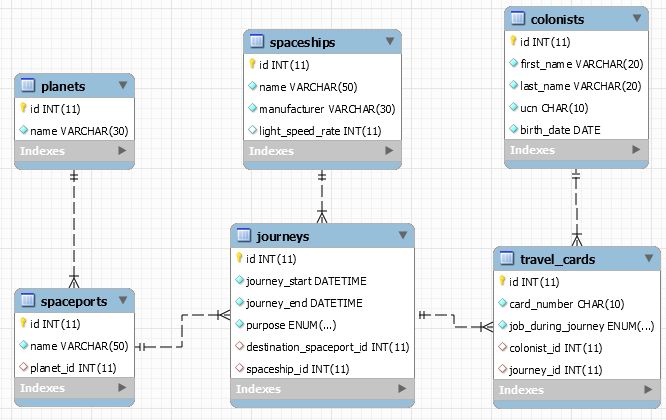 planets
id INT(11)
name VARCHAR(30)
Indexes
spaceships
id INT(11)
name VARCHAR(50)
manufacturer VARCHAR(30)
light_speed_rate INT(11)
Indexes
colonists
id INT(11)
first_name VARCHAR(20)
last_name VARCHAR(20)
ucn CHAR(10)
birth_date DATE
Indexes
spaceports
id INT(11)
name VARCHAR(50)
planet_id INT(11)
Indexes
journeys
id INT(11)
journey_start DATETIME
journey_end DATETIME
purpose ENUM(...)
destination_spaceport_id INT(11)
spaceship_id INT(11)
Indexes
travel_cards
id INT(11)
card_number CHAR(10)
job_during_journey ENUM(...)
colonist_id INT(11)
journey_id INT(11)
Indexes